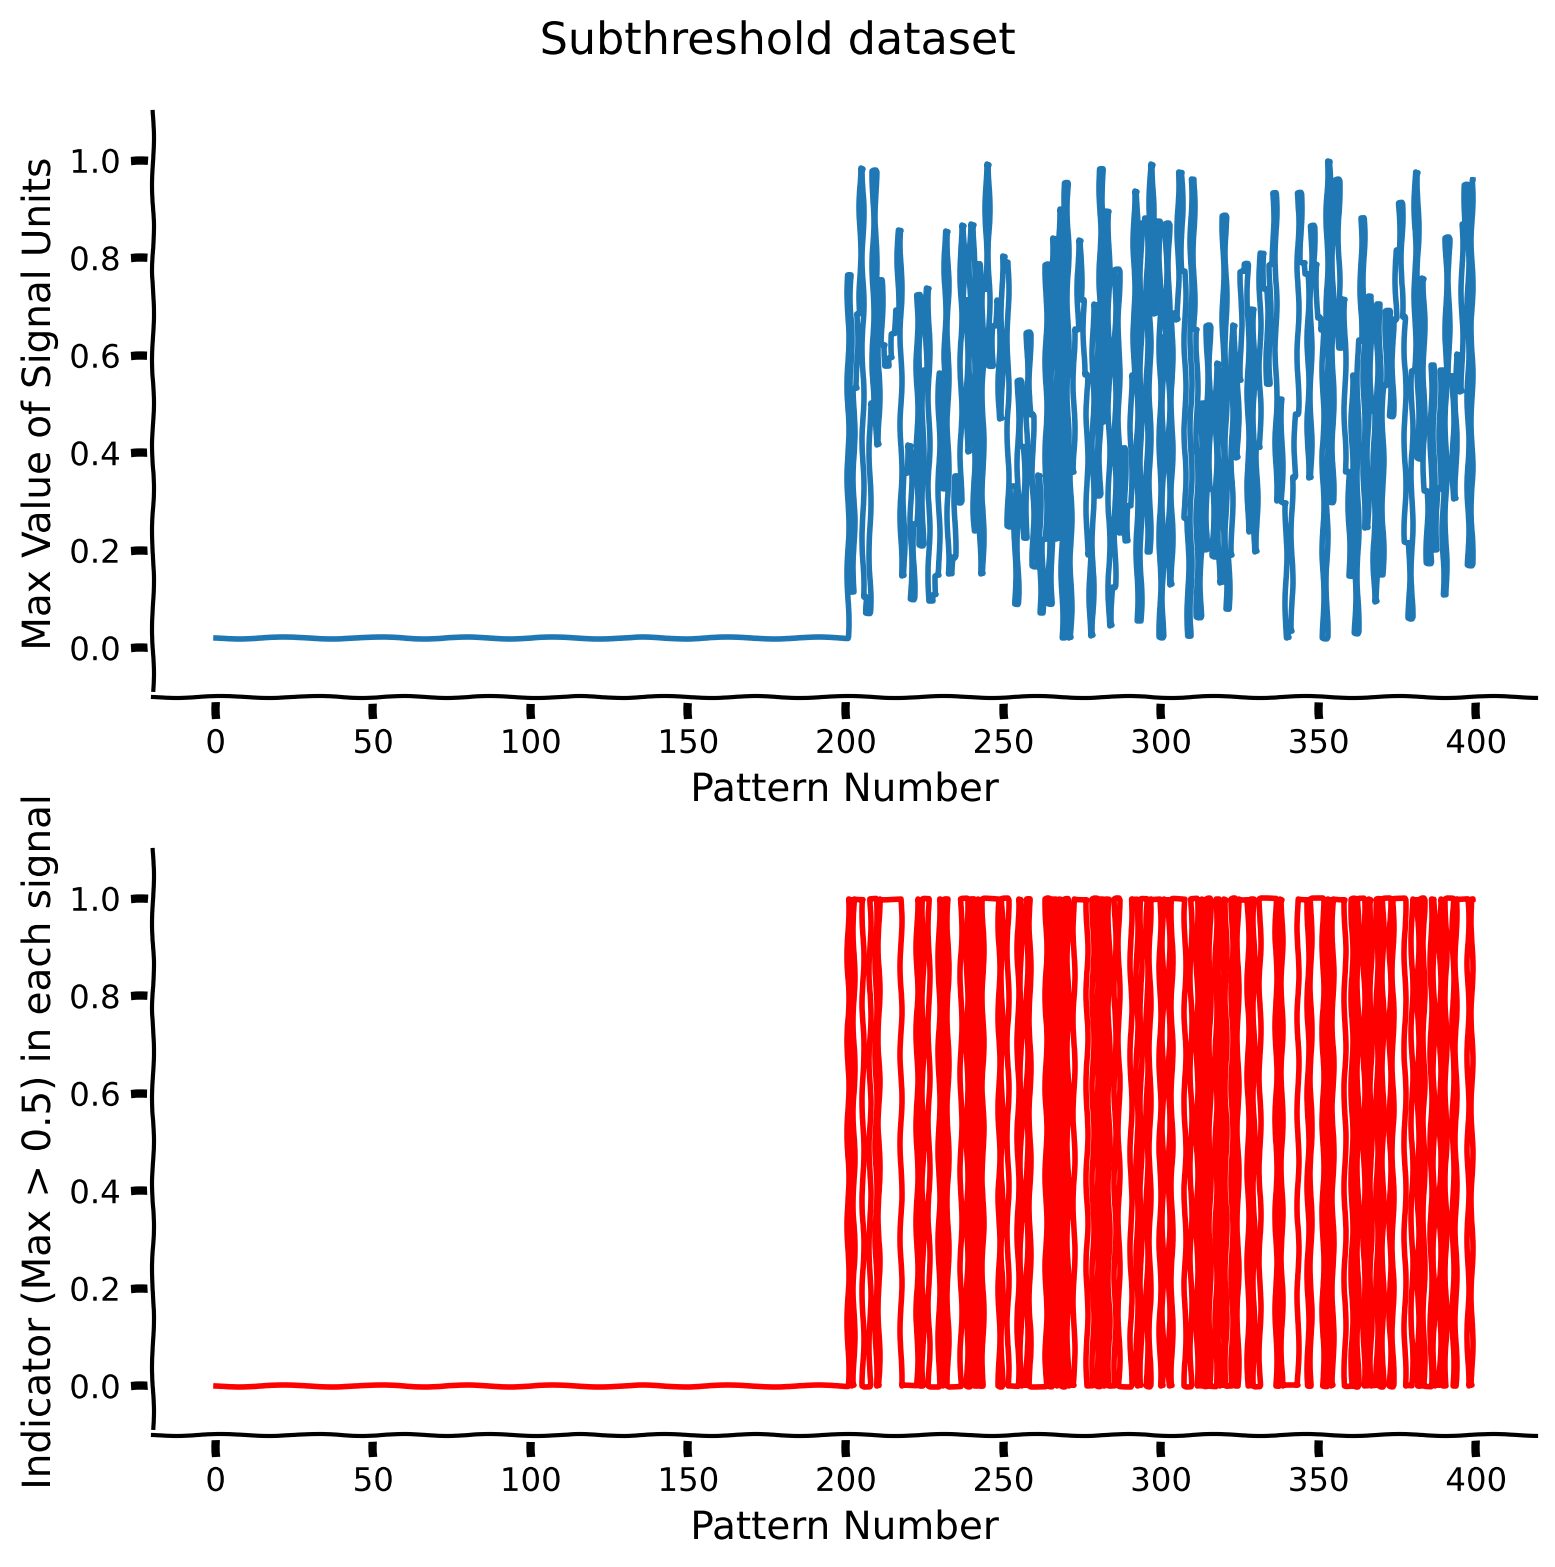 Subthreshold dataset
Max Value of Signal Units
1.0
0.8
0.6
0.4
0.2
0.0
0 50 100 150 200 250 300 350 400
Pattern Number
Indicator (Max > 0.5) in each signal
1.0
0.8
0.6
0.4
0.2
0.0
0 50 100 150 200 250 300 350 400
Pattern Number